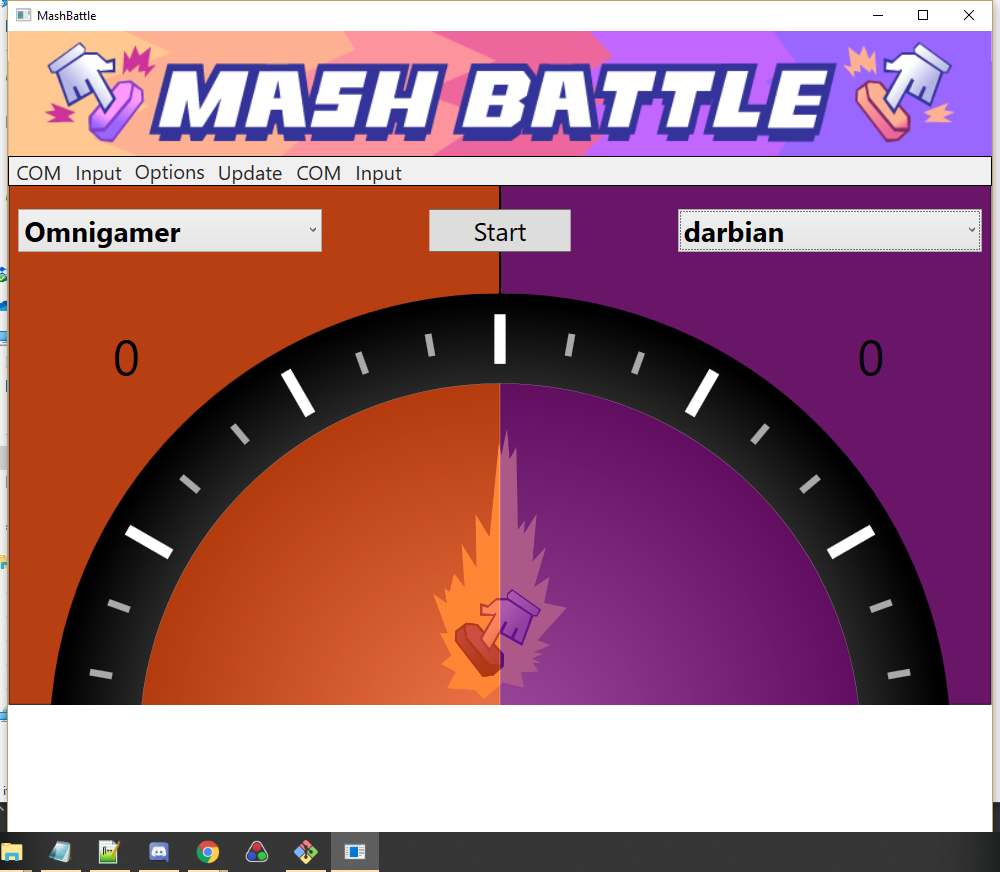 MashBattle
MASH BATTLE
COM Input Options Update COM Input
Omnigamer Start darbian
0 0